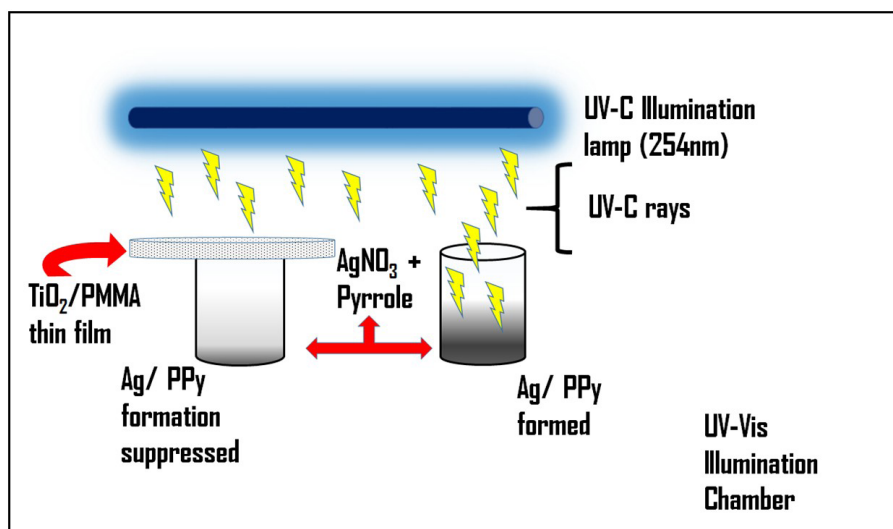 UV-C Illumination
lamp (254nm)
UV-C rays
AgNO₃ +
Pyrrole
TiO₂/PMMA
thin film
Ag/ PPy
formation
suppressed
Ag/ PPy
formed
UV-Vis
Illumination
Chamber